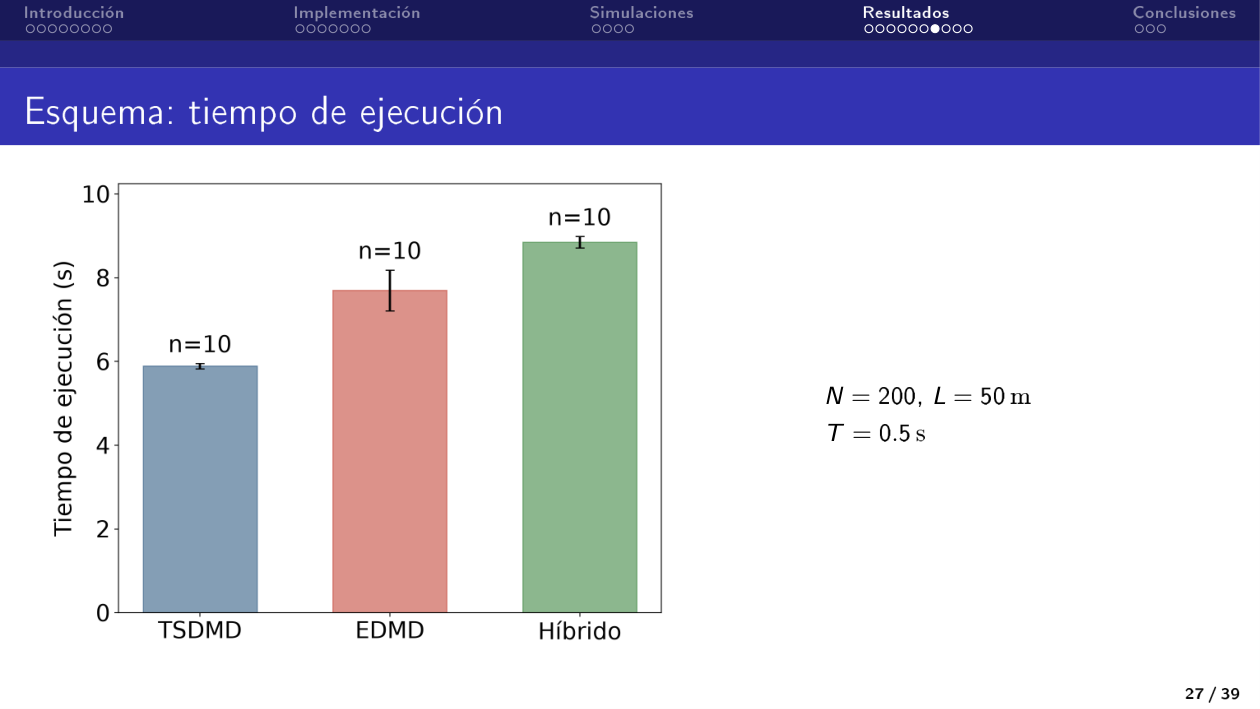 Introducción Implementación Simulaciones Resultados Conclusiones
Esquema: tiempo de ejecución
Tiempo de ejecución (s)
10
8
6
4
2
0
n=10
n=10
n=10
TSDMD EDMD Híbrido
N = 200, L = 50 m
T = 0.5 s
27 / 39